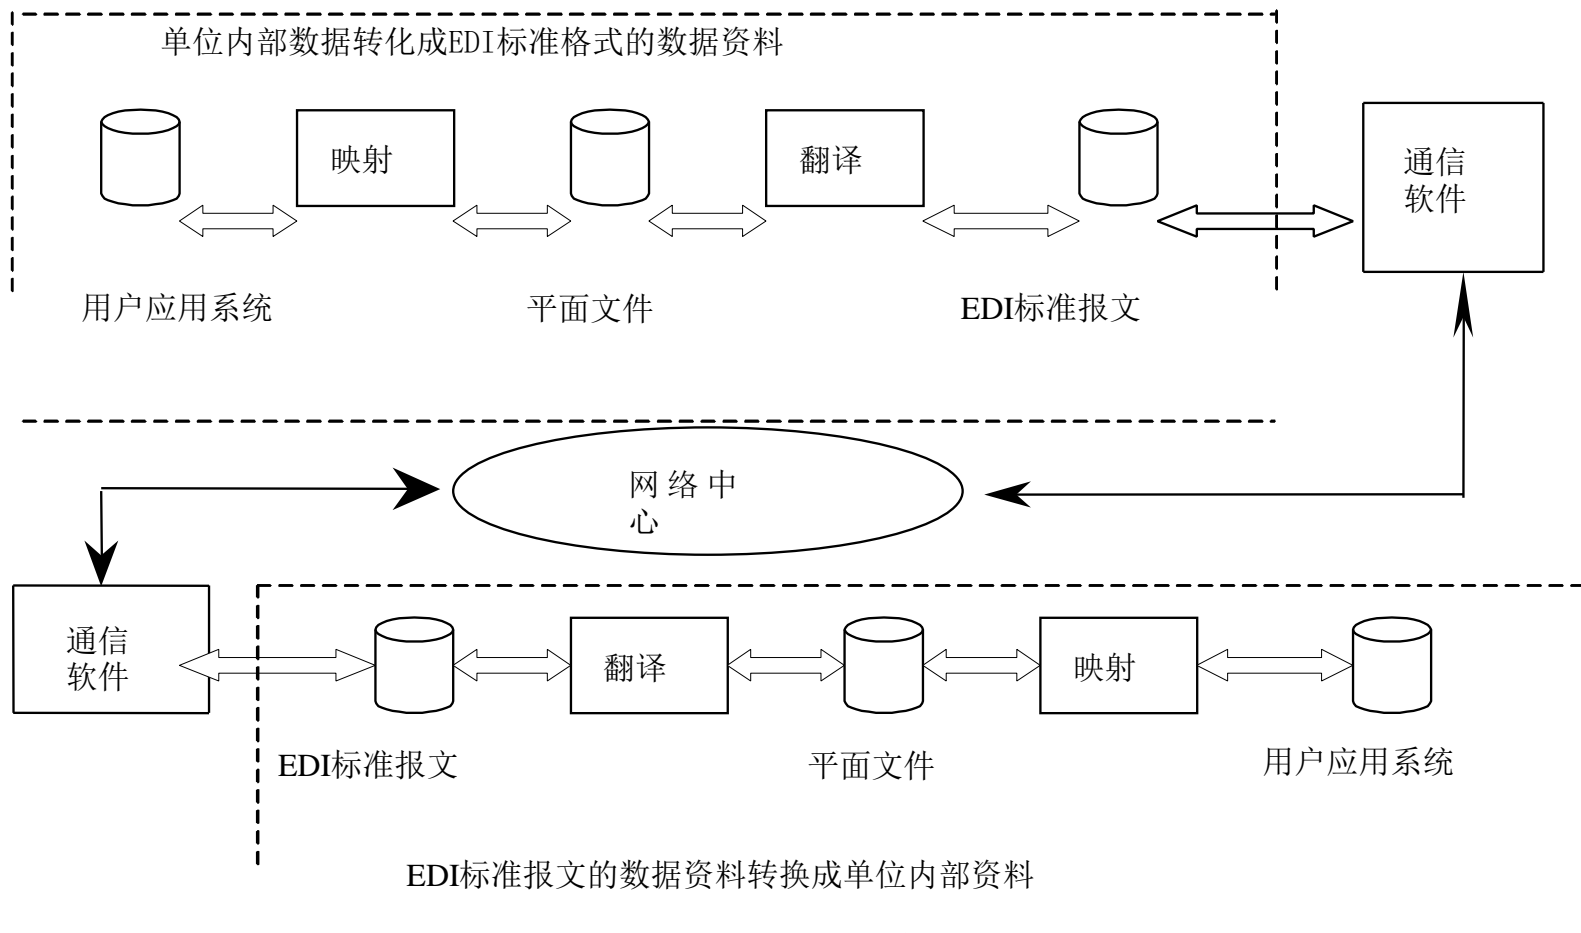 单位内部数据转化成EDI标准格式的数据资料
映射
翻译
通信
软件
用户应用系统
平面文件
EDI标准报文
网络中
心
通信
软件
翻译
映射
EDI标准报文
平面文件
用户应用系统
EDI标准报文的数据资料转换成单位内部资料